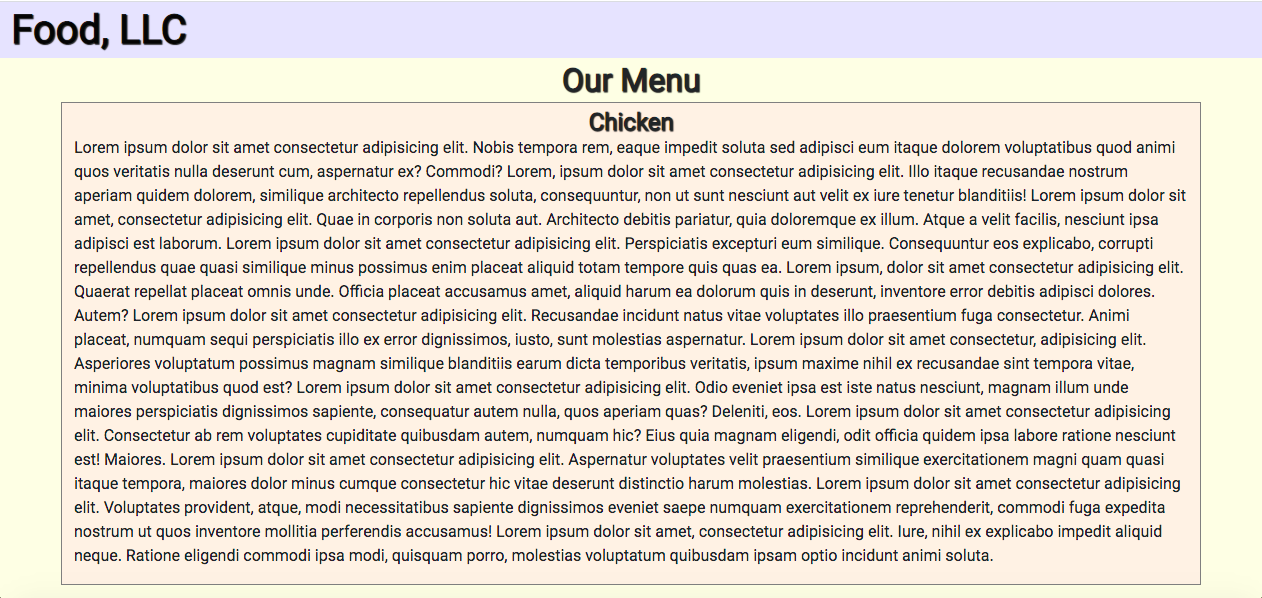 Food, LLC
Our Menu
Chicken
Lorem ipsum dolor sit amet consectetur adipisicing elit. Nobis tempora rem, eaque impedit soluta sed adipisci eum itaque dolorem voluptatibus quod animi
quos veritatis nulla deserunt cum, aspernatur ex? Commodi? Lorem, ipsum dolor sit amet consectetur adipisicing elit. Illo itaque recusandae nostrum
aperiam quidem dolorem, similique architecto repellendus soluta, consequuntur, non ut sunt nesciunt aut velit ex iure tenetur blanditiis! Lorem ipsum dolor sit
amet, consectetur adipisicing elit. Quae in corporis non soluta aut. Architecto debitis pariatur, quia doloremque ex illum. Atque a velit facilis, nesciunt ipsa
adipisci est laborum. Lorem ipsum dolor sit amet consectetur adipisicing elit. Perspiciatis excepturi eum similique. Consequuntur eos explicabo, corrupti
repellendus quae quasi similique minus possimus enim placeat aliquid totam tempore quis quas ea. Lorem ipsum, dolor sit amet consectetur adipisicing elit.
Quaerat repellat placeat omnis unde. Officia placeat accusamus amet, aliquid harum ea dolorum quis in deserunt, inventore error debitis adipisci dolores.
Autem? Lorem ipsum dolor sit amet consectetur adipisicing elit. Recusandae incidunt natus vitae voluptates illo praesentium fuga consectetur. Animi
placeat, numquam sequi perspiciatis illo ex error dignissimos, iusto, sunt molestias aspernatur. Lorem ipsum dolor sit amet consectetur, adipisicing elit.
Asperiores voluptatum possimus magnam similique blanditiis earum dicta temporibus veritatis, ipsum maxime nihil ex recusandae sint tempora vitae,
minima voluptatibus quod est? Lorem ipsum dolor sit amet consectetur adipisicing elit. Odio eveniet ipsa est iste natus nesciunt, magnam illum unde
maiores perspiciatis dignissimos sapiente, consequatur autem nulla, quos aperiam quas? Deleniti, eos. Lorem ipsum dolor sit amet consectetur adipisicing
elit. Consectetur ab rem voluptates cupiditate quibusdam autem, numquam hic? Eius quia magnam eligendi, odit officia quidem ipsa labore ratione nesciunt
est! Maiores. Lorem ipsum dolor sit amet consectetur adipisicing elit. Aspernatur voluptates velit praesentium similique exercitationem magni quam quasi
itaque tempora, maiores dolor minus cumque consectetur hic vitae deserunt distinctio harum molestias. Lorem ipsum dolor sit amet consectetur adipisicing
elit. Voluptates provident, atque, modi necessitatibus sapiente dignissimos eveniet saepe numquam exercitationem reprehenderit, commodi fuga expedita
nostrum ut quos inventore mollitia perferendis accusamus! Lorem ipsum dolor sit amet, consectetur adipisicing elit. Iure, nihil ex explicabo impedit aliquid
neque. Ratione eligendi commodi ipsa modi, quisquam porro, molestias voluptatum quibusdam ipsam optio incidunt animi soluta.